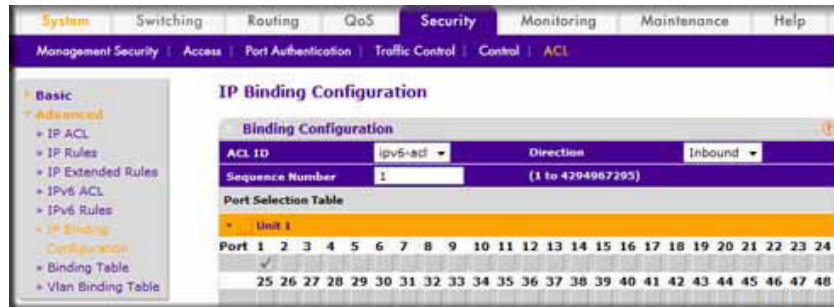 System Switching Routing QoS Security Monitoring Maintenance Help
Management Security Access Port Authentication Traffic Control Control ACL
Basic
Advanced
IP ACL
IP Rules
IP Extended Rules
IPv6 ACL
IPv6 Rules
IP Binding
Configuration
Binding Table
Vlan Binding Table
IP Binding Configuration
Binding Configuration
ACL ID ipv6-acl Direction Inbound
Sequence Number 1 (1 to 4294967295)
Port Selection Table
Unit 1
Port 1 2 3 4 5 6 7 8 9 10 11 12 13 14 15 16 17 18 19 20 21 22 23 24
25 26 27 28 29 30 31 32 33 34 35 36 37 38 39 40 41 42 43 44 45 46 47 48